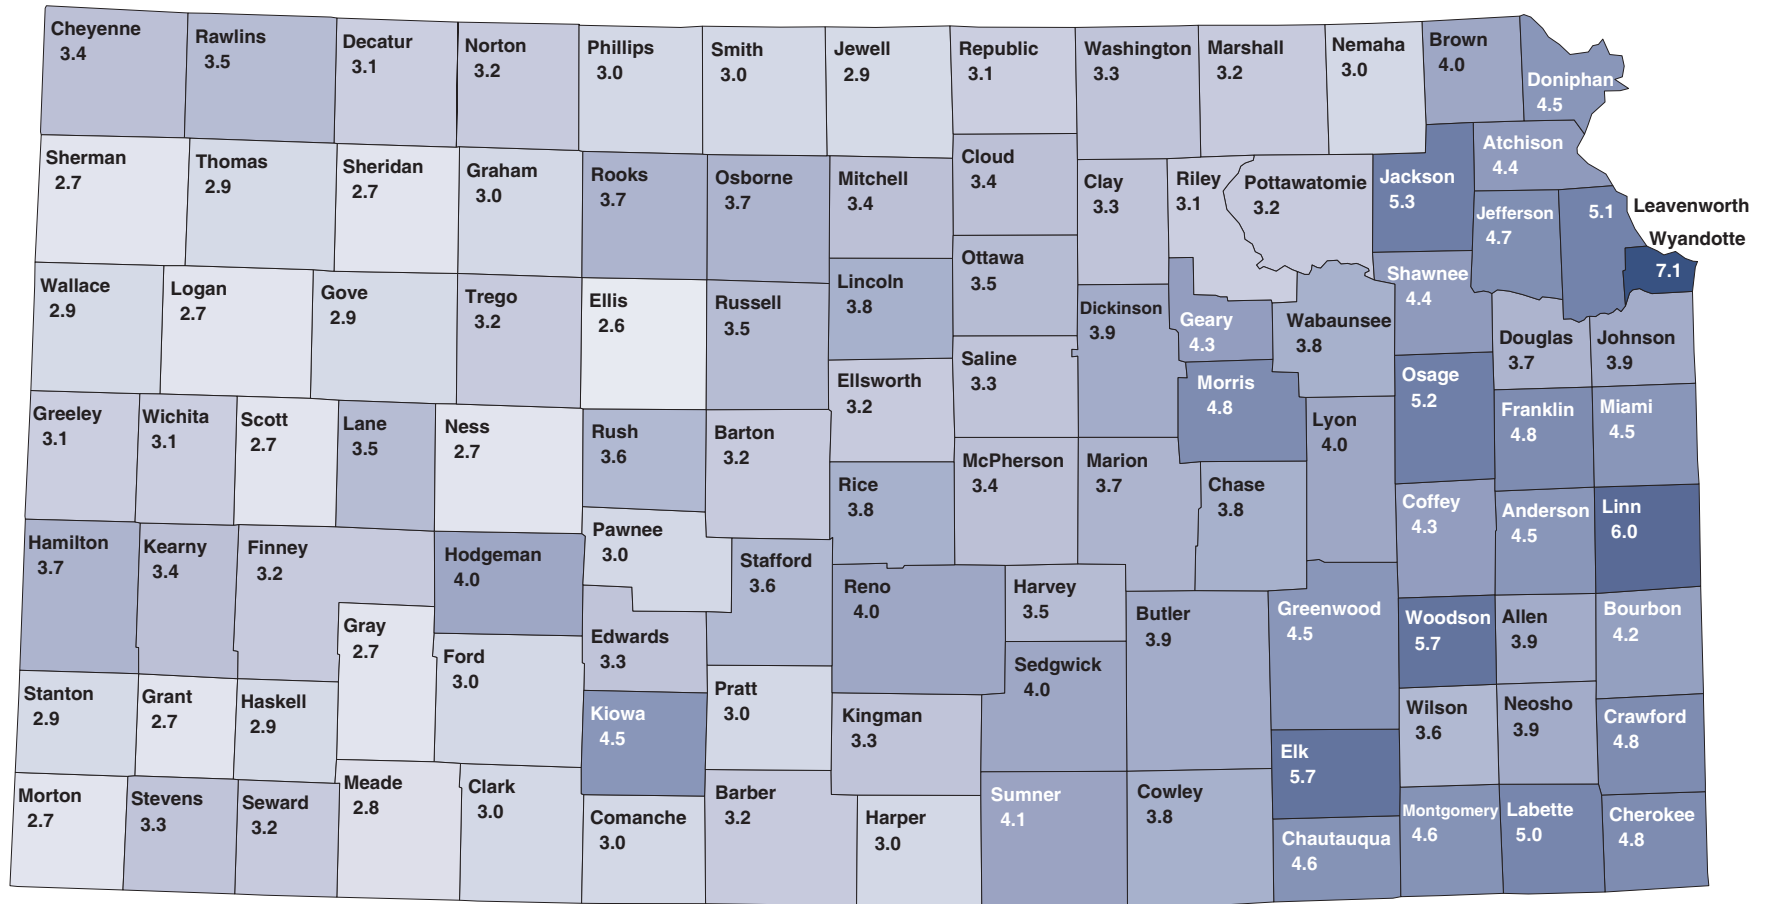 Cheyenne
3.4
Rawlins
3.5
Decatur
3.1
Norton
3.2
Phillips
3.0
Smith
3.0
Jewell
2.9
Republic
3.1
Washington
3.3
Marshall
3.2
Nemaha
3.0
Brown
4.0
Doniphan
4.5
Sherman
2.7
Thomas
2.9
Sheridan
2.7
Graham
3.0
Rooks
3.7
Osborne
3.7
Mitchell
3.4
Cloud
3.4
Clay
3.3
Riley
3.1
Pottawatomie
3.2
Jackson
5.3
Atchison
4.4
Jefferson
4.7
5.1
Leavenworth
Wyandotte
7.1
Wallace
2.9
Logan
2.7
Gove
2.9
Trego
3.2
Ellis
2.6
Russell
3.5
Lincoln
3.8
Ottawa
3.5
Dickinson
3.9
Geary
4.3
Wabaunsee
3.8
Shawnee
4.4
Douglas
3.7
Johnson
3.9
Ellsworth
3.2
Saline
3.3
Morris
4.8
Osage
5.2
Franklin
4.8
Miami
4.5
Greeley
3.1
Wichita
3.1
Scott
2.7
Lane
3.5
Ness
2.7
Rush
3.6
Barton
3.2
Rice
3.8
McPherson
3.4
Marion
3.7
Chase
3.8
Lyon
4.0
Coffey
4.3
Anderson
4.5
Linn
6.0
Hamilton
3.7
Kearny
3.4
Finney
3.2
Hodgeman
4.0
Pawnee
3.0
Stafford
3.6
Reno
4.0
Harvey
3.5
Butler
3.9
Greenwood
4.5
Woodson
5.7
Allen
3.9
Bourbon
4.2
Gray
2.7
Ford
3.0
Edwards
3.3
Sedgwick
4.0
Stanton
2.9
Grant
2.7
Haskell
2.9
Kiowa
4.5
Pratt
3.0
Kingman
3.3
Elk
5.7
Wilson
3.6
Neosho
3.9
Crawford
4.8
Morton
2.7
Stevens
3.3
Seward
3.2
Meade
2.8
Clark
3.0
Comanche
3.0
Barber
3.2
Harper
3.0
Sumner
4.1
Cowley
3.8
Chautauqua
4.6
Montgomery
4.6
Labette
5.0
Cherokee
4.8